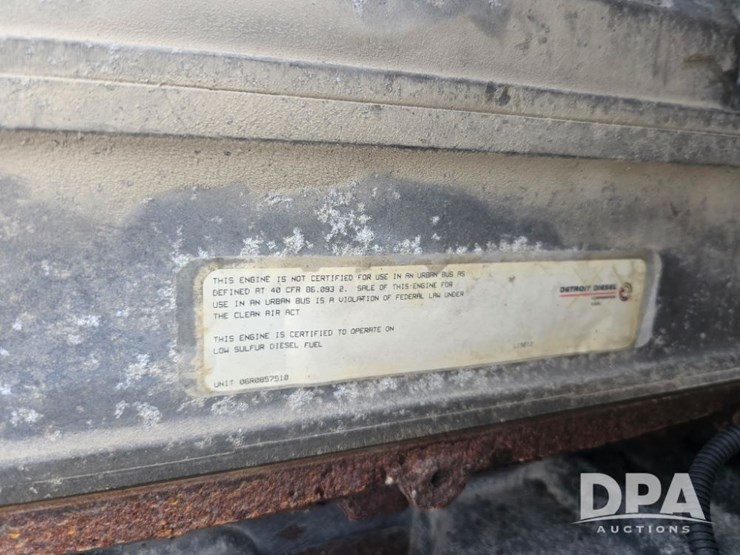 THIS ENGINE IS NOT CERTIFIED FOR USE IN AN URBAN BUS AS
DEFINED AT 40 CFR 86.093 2. SALE OF THIS ENGINE FOR
USE IN AN URBAN BUS IS A VIOLATION OF FEDERAL LAW UNDER
THE CLEAN AIR ACT
THIS ENGINE IS CERTIFIED TO OPERATE ON
LOW SULFUR DIESEL FUEL
UNIT 06R0857510
DETROIT DIESEL
DPA
AUCTIONS